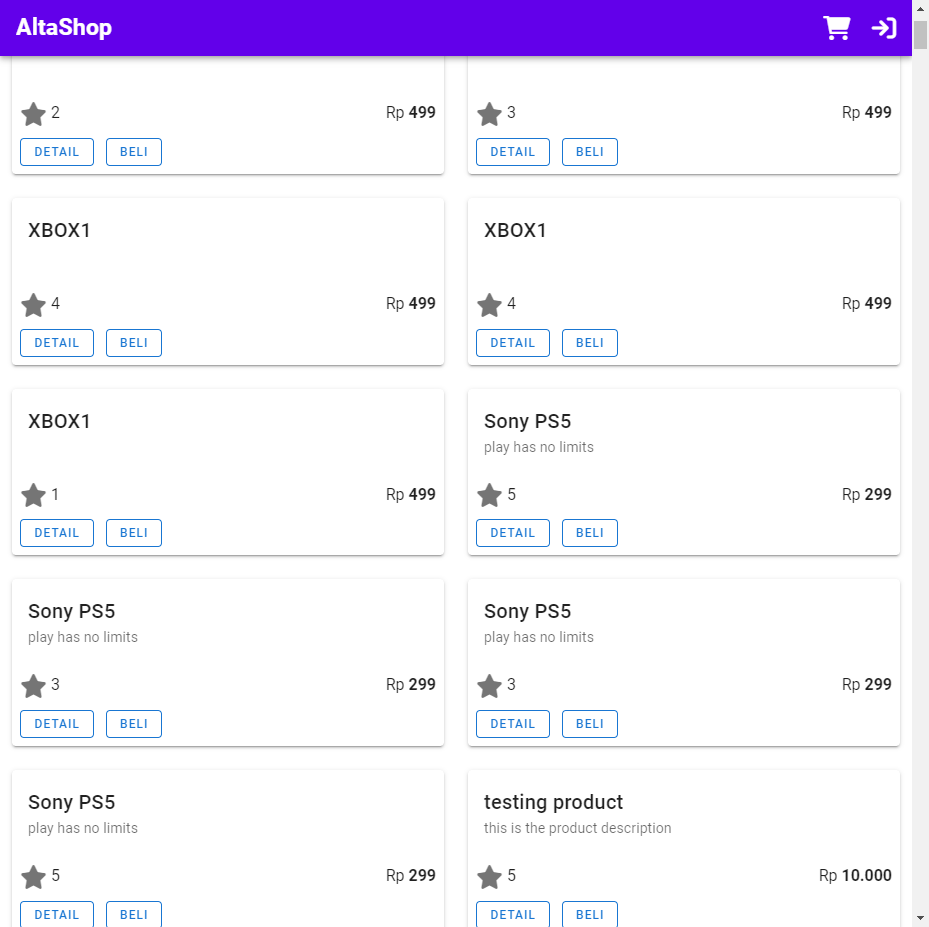 AltaShop
2 Rp 499
DETAIL BELI
3 Rp 499
DETAIL BELI
XBOX1
4 Rp 499
DETAIL BELI
XBOX1
4 Rp 499
DETAIL BELI
XBOX1
1 Rp 499
DETAIL BELI
Sony PS5
play has no limits
5 Rp 299
DETAIL BELI
Sony PS5
play has no limits
3 Rp 299
DETAIL BELI
Sony PS5
play has no limits
3 Rp 299
DETAIL BELI
Sony PS5
play has no limits
5 Rp 299
DETAIL BELI
testing product
this is the product description
5 Rp 10.000
DETAIL BELI